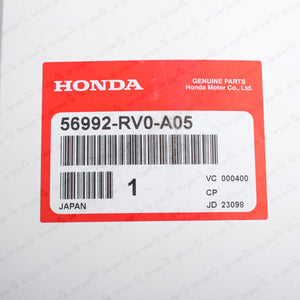 HONDA
GENUINE PARTS
Honda Motor Co., Ltd.
56992-RV0-A05
1
VC 000400
CP
JAPAN
JD 23098